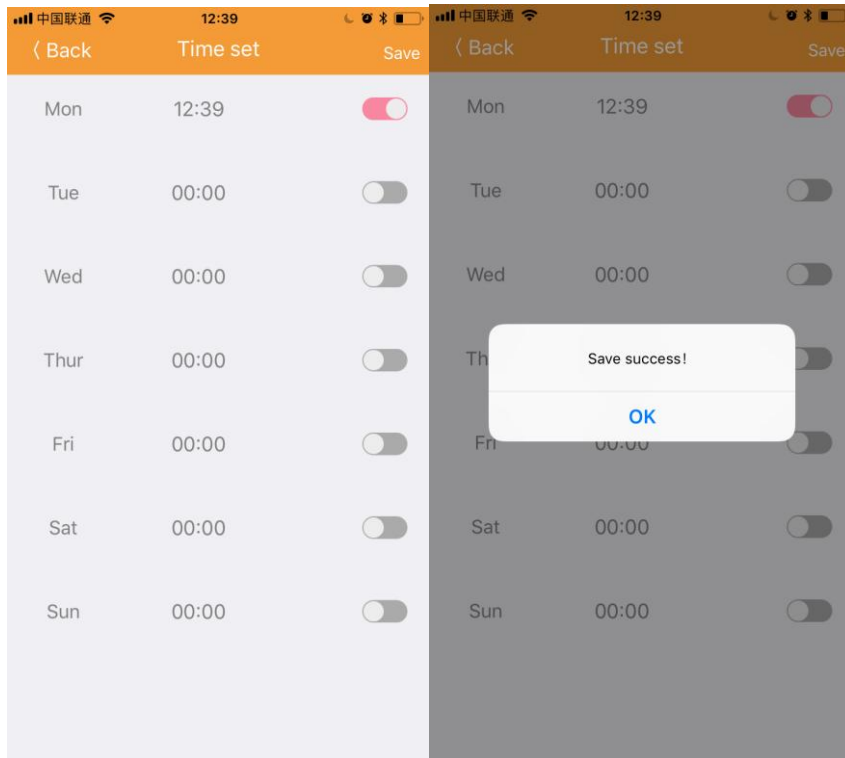 中国联通 12:39
Back Time set Save
Mon 12:39
Tue 00:00
Wed 00:00
Thur 00:00
Fri 00:00
Sat 00:00
Sun 00:00
中国联通 12:39
Back Time set Save
Mon 12:39
Tue 00:00
Wed 00:00
Th
Save success!
OK
Fri 00:00
Sat 00:00
Sun 00:00